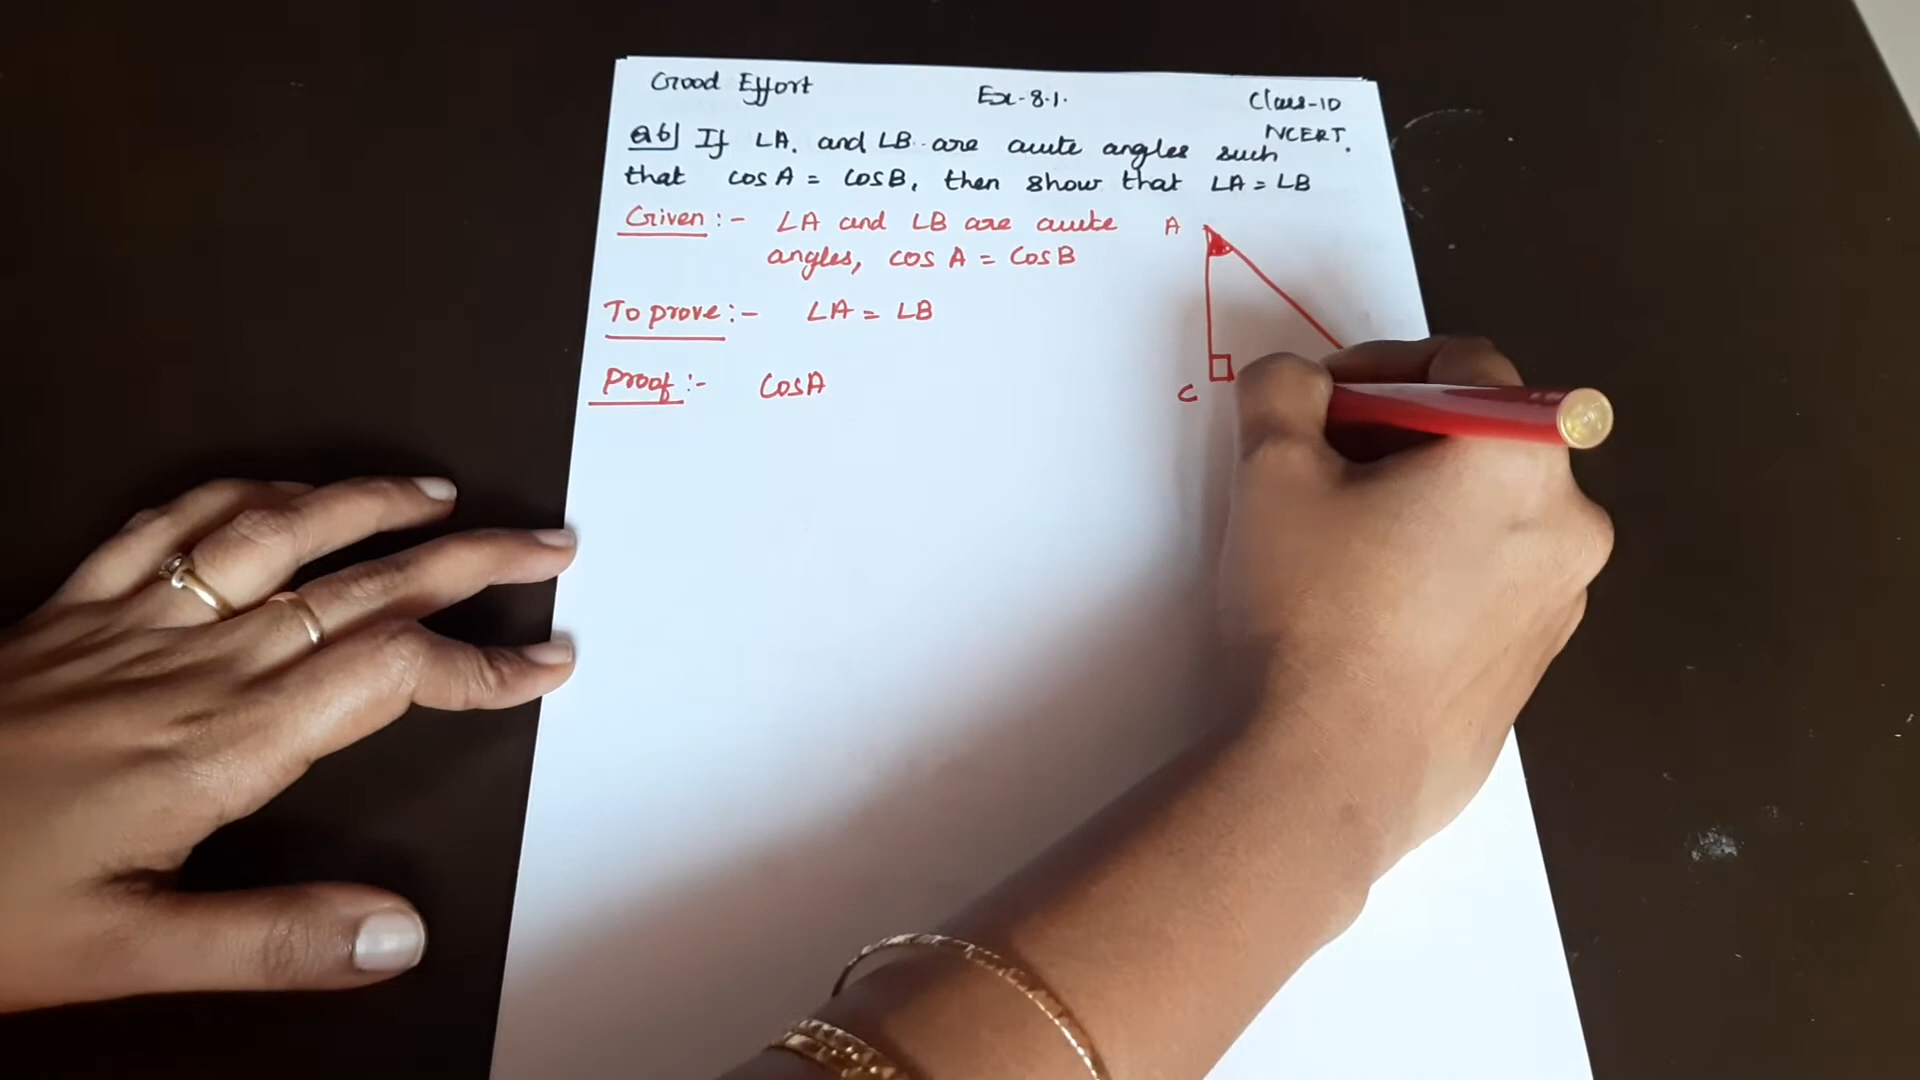 Good Effort Ex-8.1. Class-10
NCERT.
Q6] If ∠A. and ∠B are acute angles such
that cos A = cos B, then show that ∠A = ∠B
Given :- ∠A and ∠B are acute
angles, cos A = Cos B
To prove :- ∠A = ∠B
Proof :- Cos A
A
C